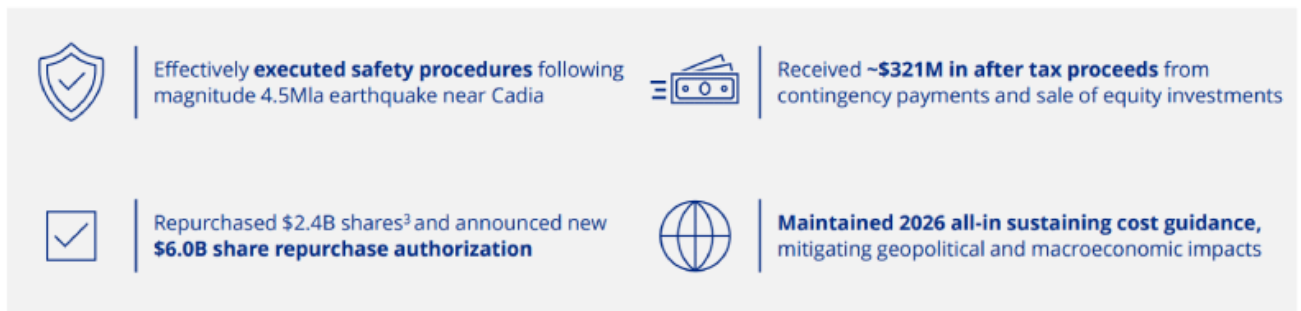 Effectively executed safety procedures following
magnitude 4.5Mla earthquake near Cadia
Received ~$321M in after tax proceeds from
contingency payments and sale of equity investments
Repurchased $2.4B shares³ and announced new
$6.0B share repurchase authorization
Maintained 2026 all-in sustaining cost guidance,
mitigating geopolitical and macroeconomic impacts